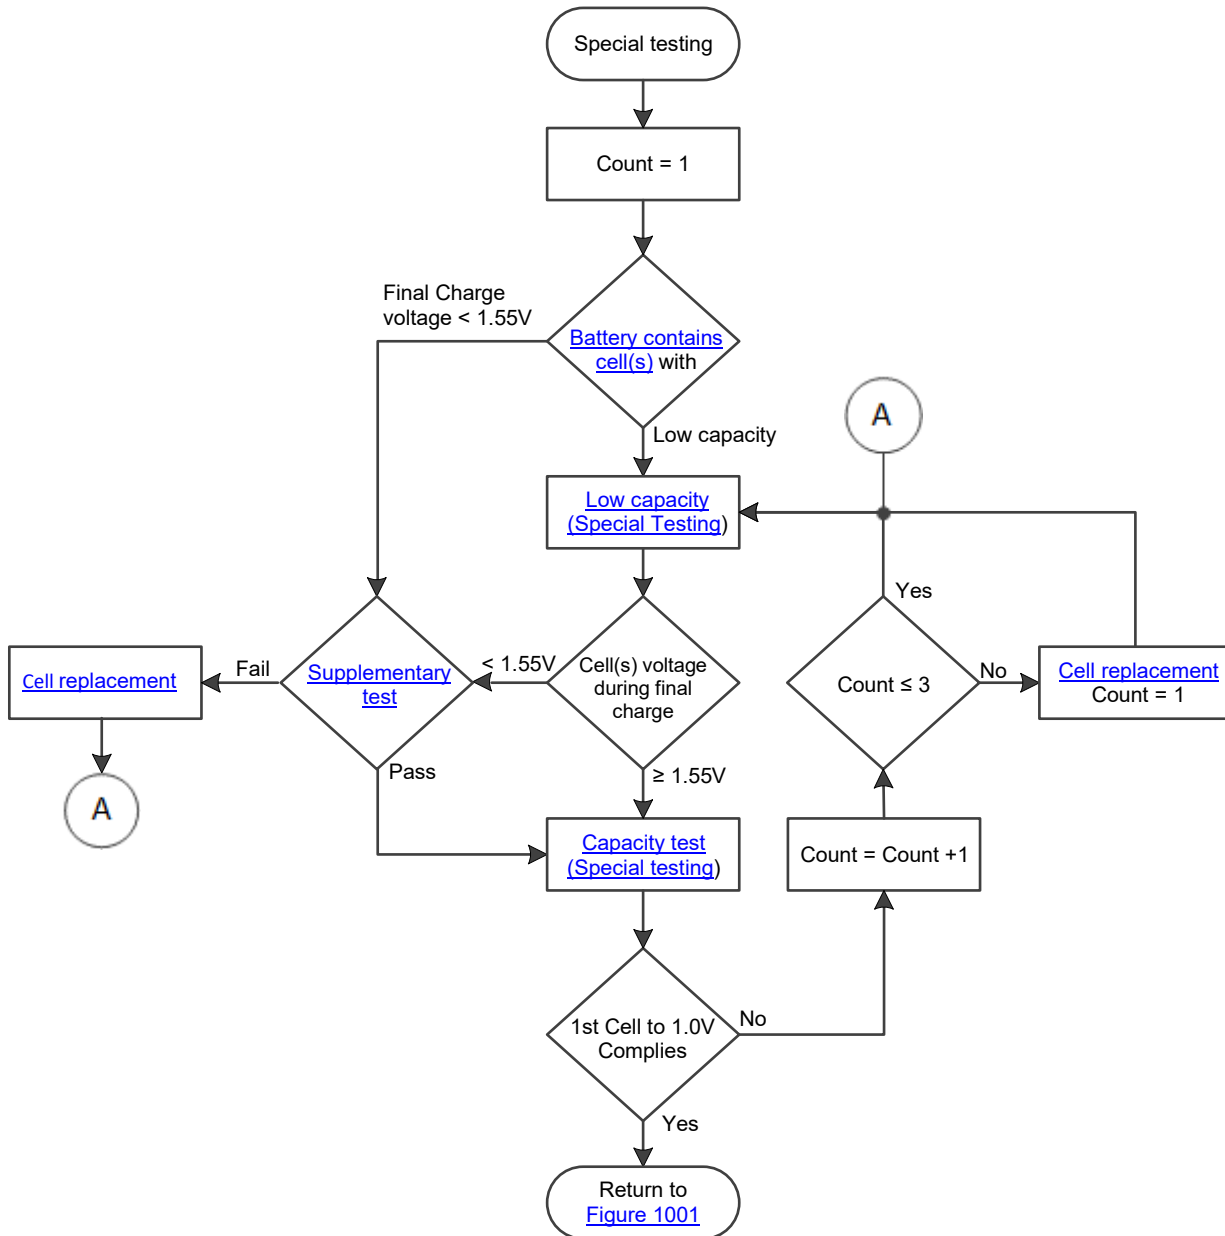 Special testing
Count = 1
Final Charge
voltage < 1.55V
Battery contains
cell(s) with
A
Low capacity
Low capacity
(Special Testing)
Yes
Cell replacement
Fail
Supplementary
test
< 1.55V
Cell(s) voltage
during final
charge
Count ≤ 3
No
Cell replacement
Count = 1
Pass
≥ 1.55V
A
Capacity test
(Special testing)
Count = Count +1
1st Cell to 1.0V
Complies
No
Yes
Return to
Figure 1001